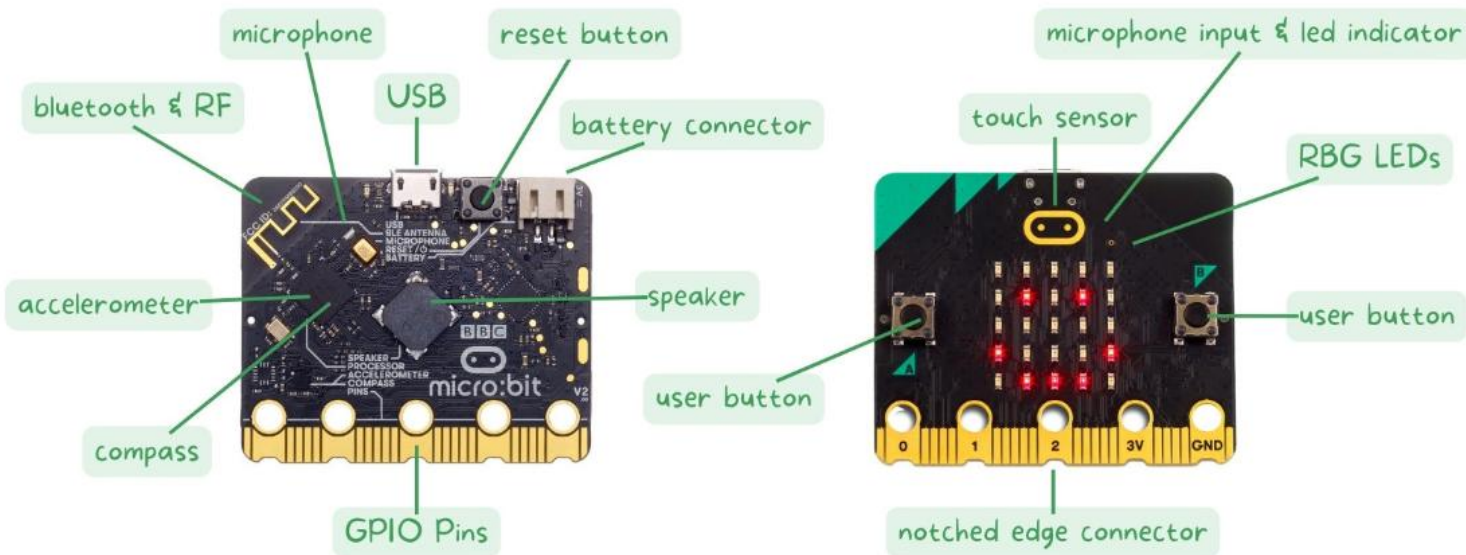 microphone
reset button
microphone input & led indicator
bluetooth & RF
USB
battery connector
touch sensor
RBG LEDs
USB
BLE ANTENNA
MICROPHONE
RESET/
BATTERY
accelerometer
speaker
B
user button
BBC
SPEAKER
PROCESSOR
ACCELEROMETER
COMPASS
PINS
micro:bit
V2
A
user button
compass
0 1 2 3V GND
GPIO Pins
notched edge connector